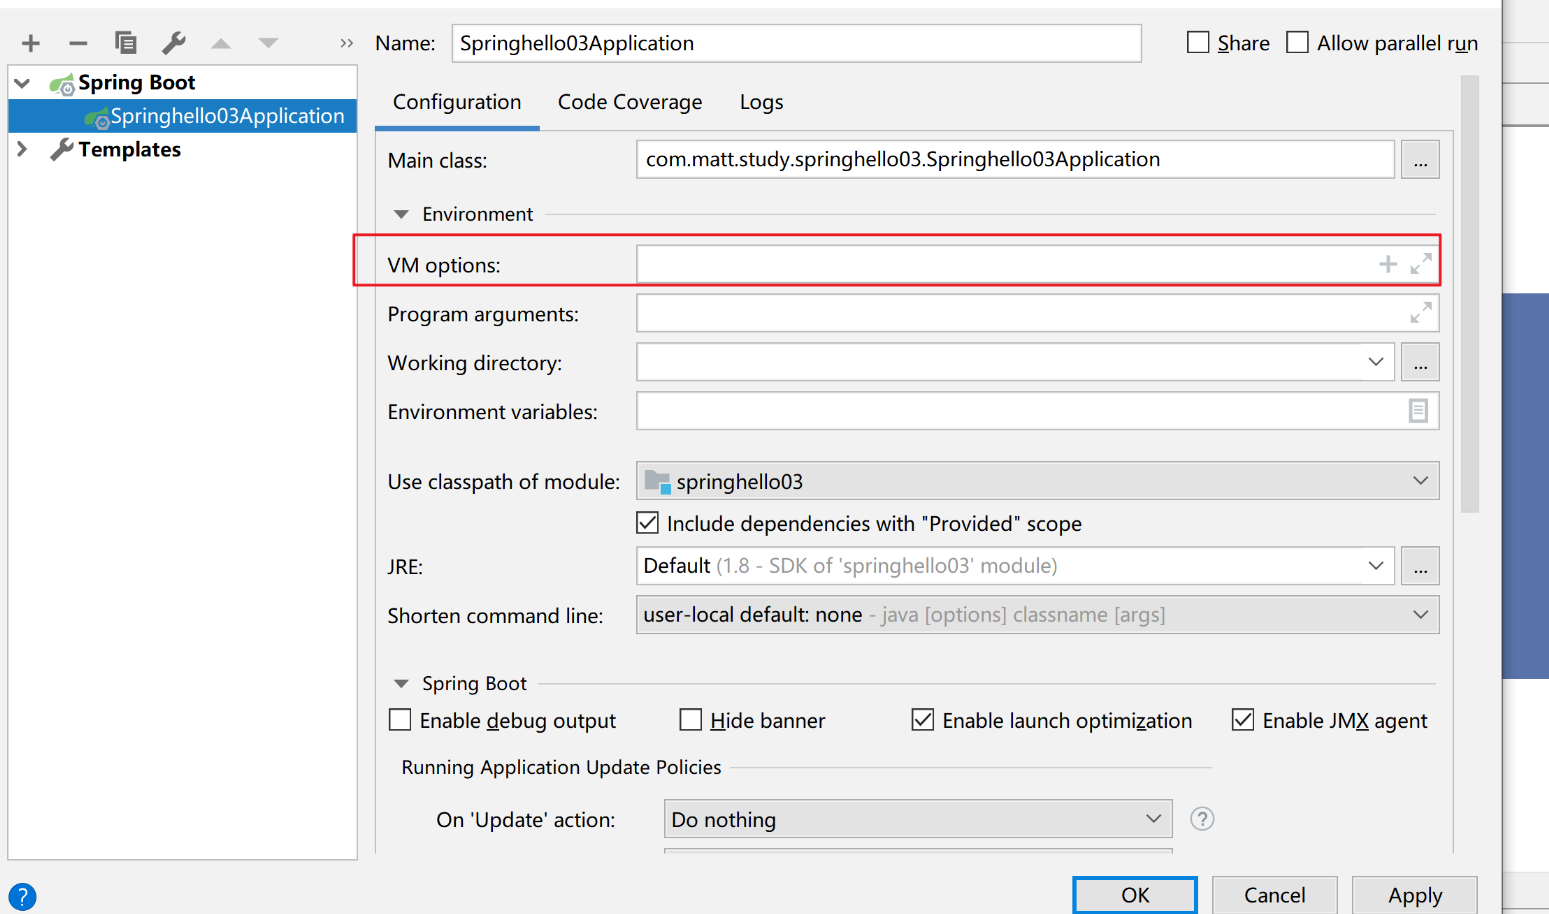 Name: Springhello03Application Share Allow parallel run
Spring Boot
Springhello03Application
Templates
Configuration Code Coverage Logs
Main class: com.matt.study.springhello03.Springhello03Application ...
Environment
VM options:
Program arguments:
Working directory: ...
Environment variables:
Use classpath of module: springhello03
Include dependencies with "Provided" scope
JRE: Default (1.8 - SDK of 'springhello03' module) ...
Shorten command line: user-local default: none - java [options] classname [args]
Spring Boot
Enable debug output Hide banner Enable launch optimization Enable JMX agent
Running Application Update Policies
On 'Update' action: Do nothing ?
? OK Cancel Apply